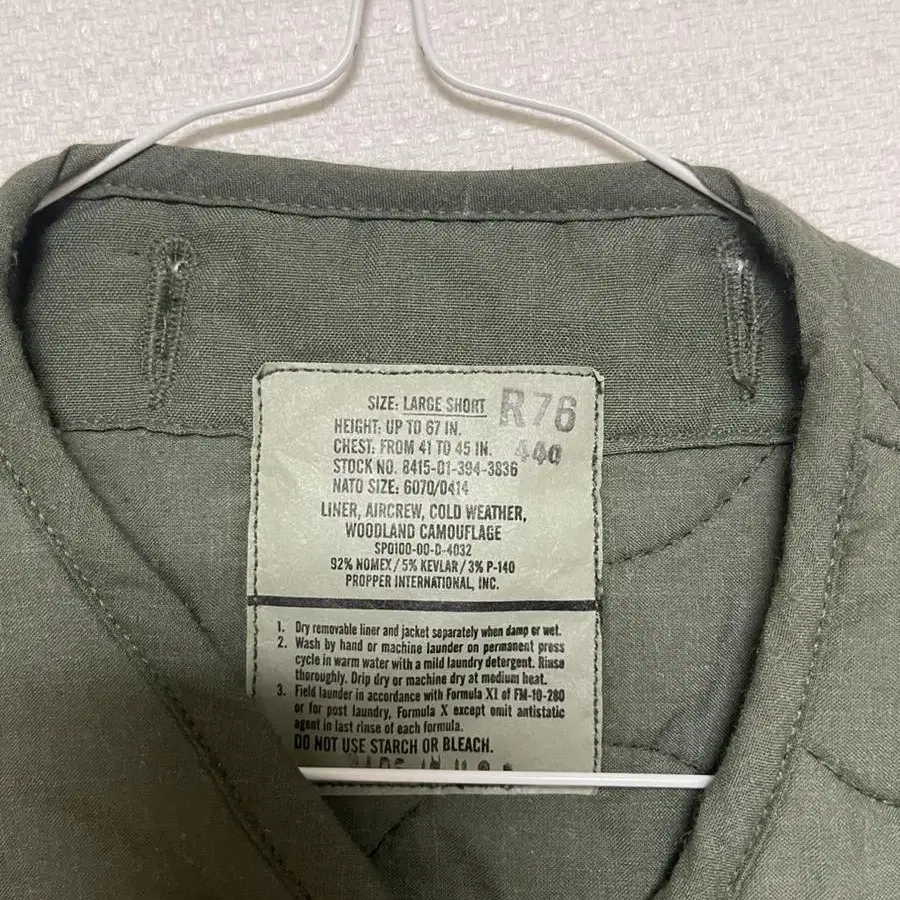 SIZE: LARGE SHORT R76
HEIGHT: UP TO 67 IN.
CHEST: FROM 41 TO 45 IN. 440
STOCK NO. 8415-01-394-3836
NATO SIZE: 6070/0414
LINER, AIRCREW, COLD WEATHER,
WOODLAND CAMOUFLAGE
SPO100-00-D-4032
92% NOMEX/5% KEVLAR/3% P-140
PROPPER INTERNATIONAL, INC.
1. Dry removable liner and jacket separately when damp or wet.
2. Wash by hand or machine launder on permanent press
cycle in warm water with a mild laundry detergent. Rinse
thoroughly. Drip dry or machine dry at medium heat.
3. Field launder in accordance with Formula XI of FM-10-280
or for post laundry, Formula X except omit antistatic
agent in last rinse of each formula.
DO NOT USE STARCH OR BLEACH.
MADE IN U.S.A.